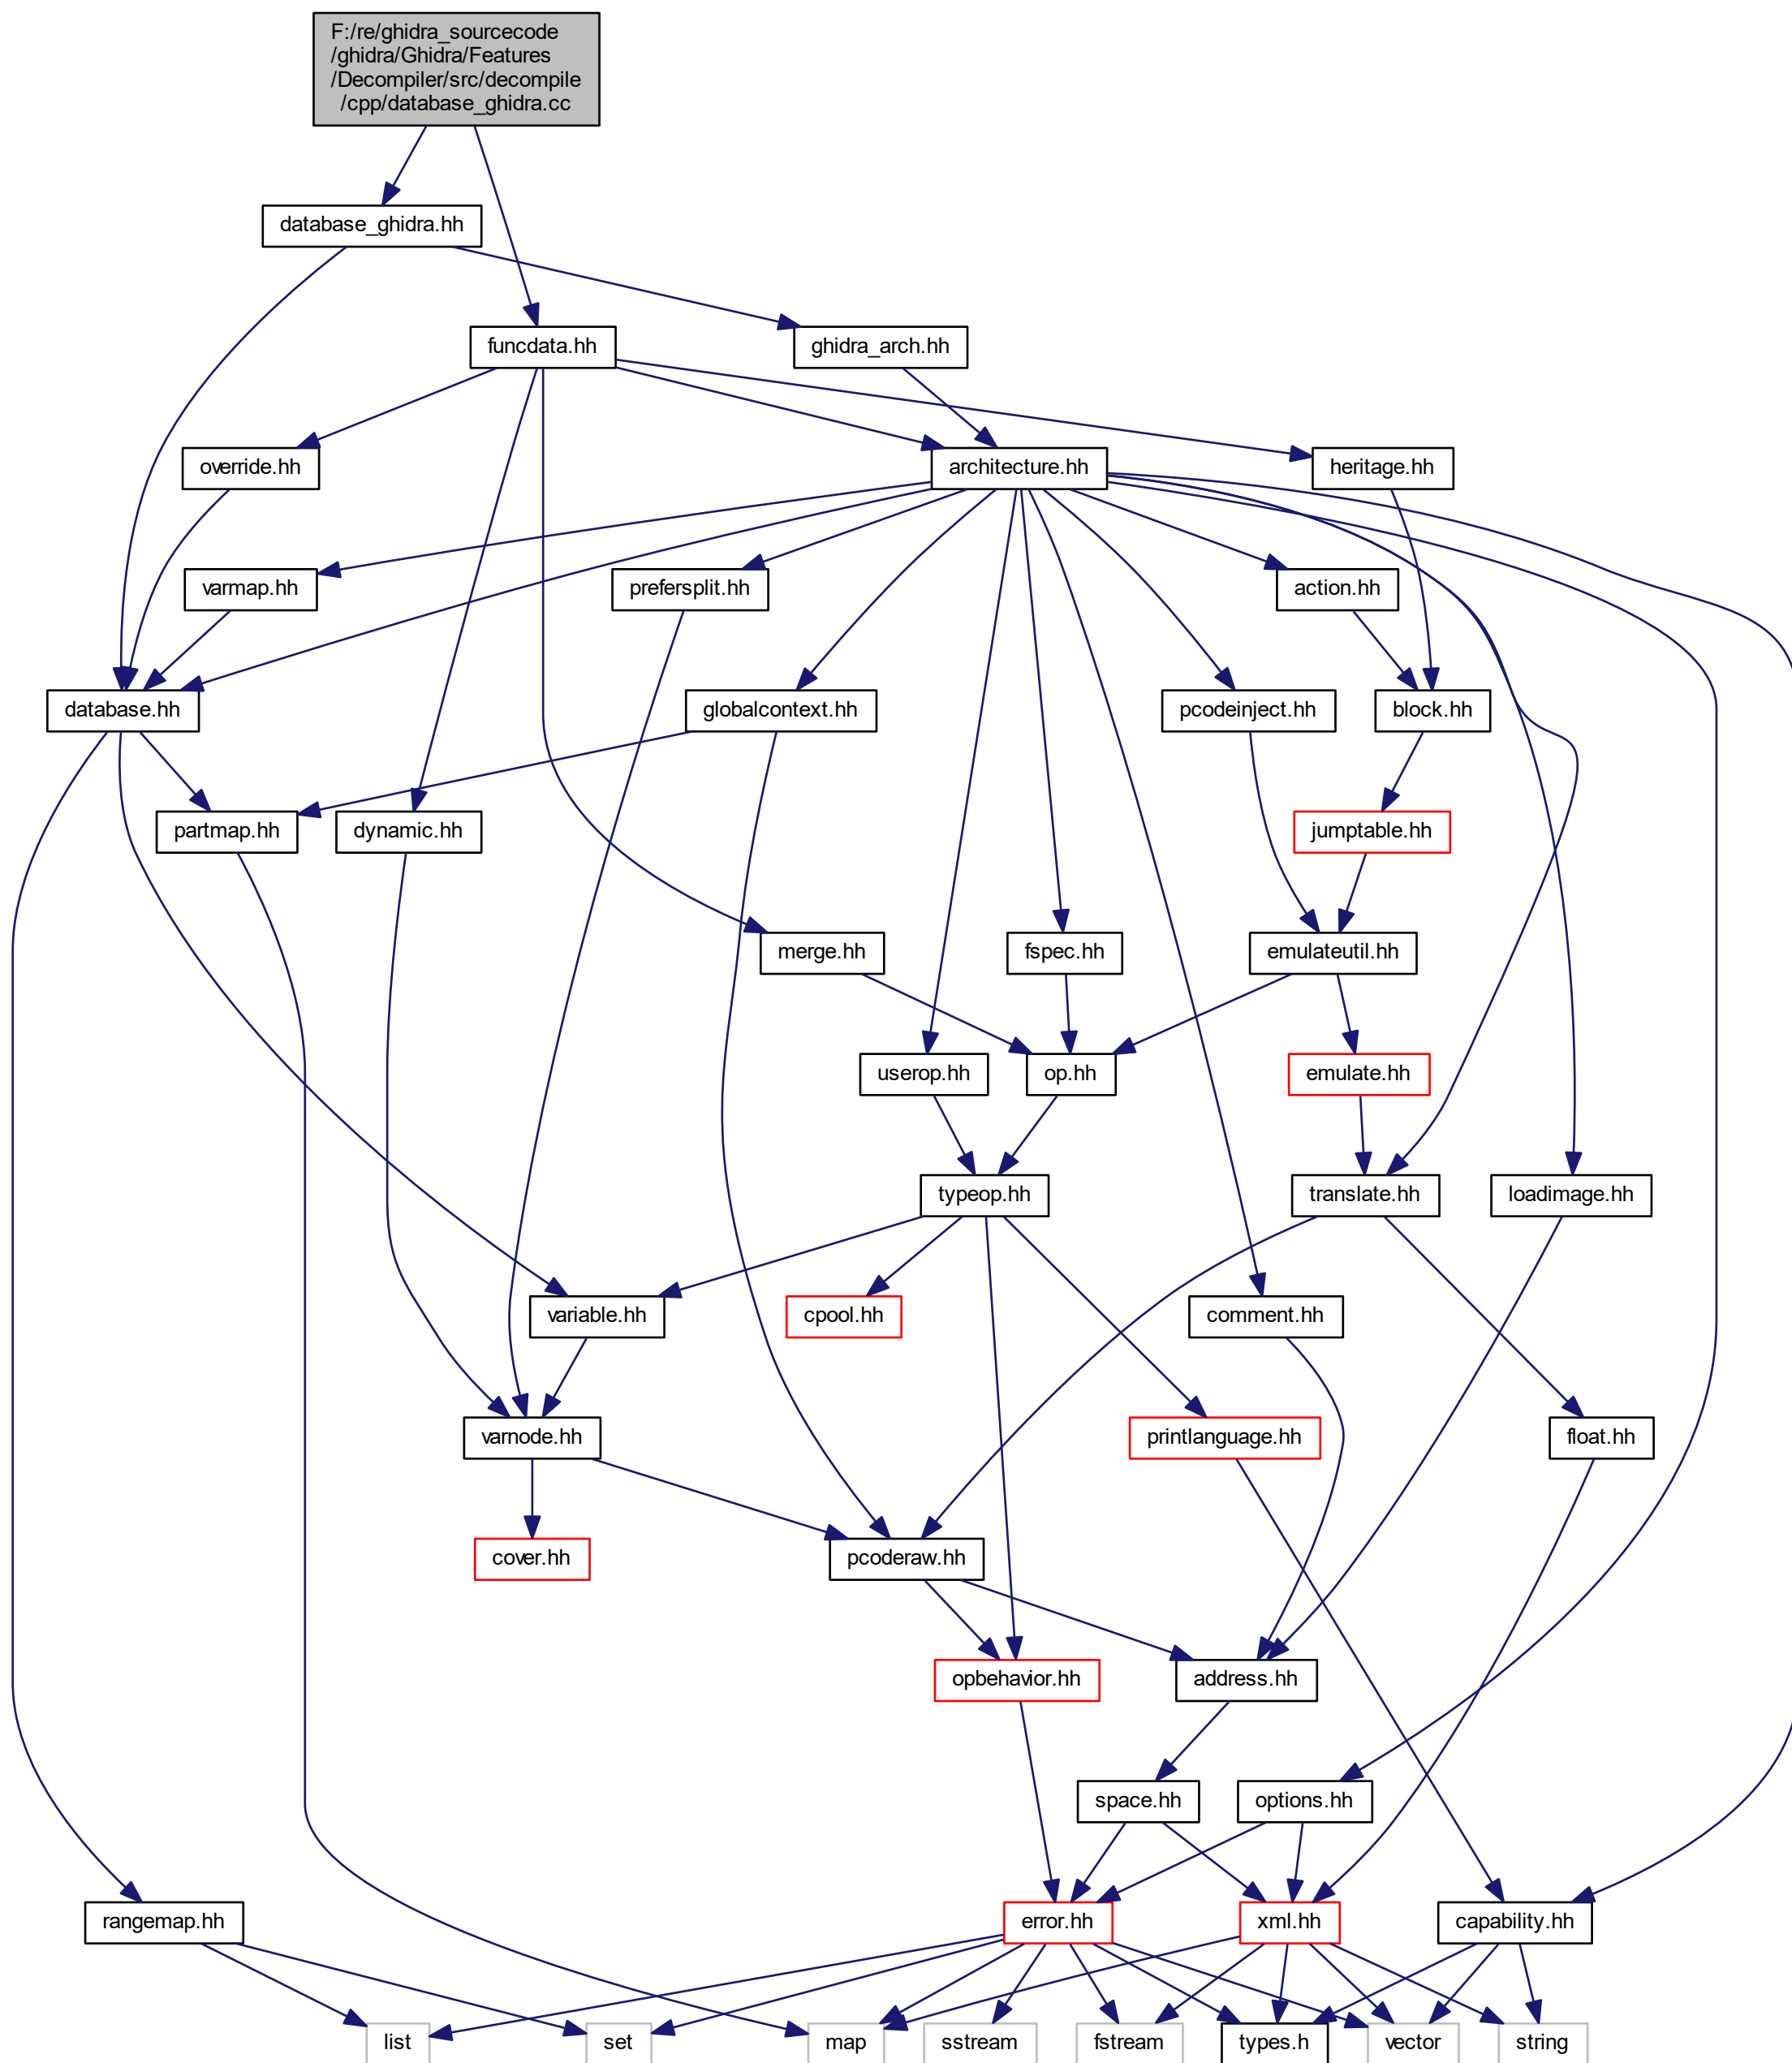 F:/re/ghidra_sourcecode
/ghidra/Ghidra/Features
/Decompiler/src/decompile
/cpp/database_ghidra.cc
database_ghidra.hh
funcdata.hh
ghidra_arch.hh
override.hh
architecture.hh
heritage.hh
varmap.hh
prefersplit.hh
action.hh
database.hh
globalcontext.hh
pcodeinject.hh
block.hh
partmap.hh
dynamic.hh
jumptable.hh
merge.hh
fspec.hh
emulateutil.hh
userop.hh
op.hh
emulate.hh
typeop.hh
translate.hh
loadimage.hh
variable.hh
cpool.hh
comment.hh
varnode.hh
printlanguage.hh
float.hh
cover.hh
pcoderaw.hh
opbehavior.hh
address.hh
space.hh
options.hh
rangemap.hh
error.hh
xml.hh
capability.hh
list
set
map
sstream
fstream
types.h
vector
string